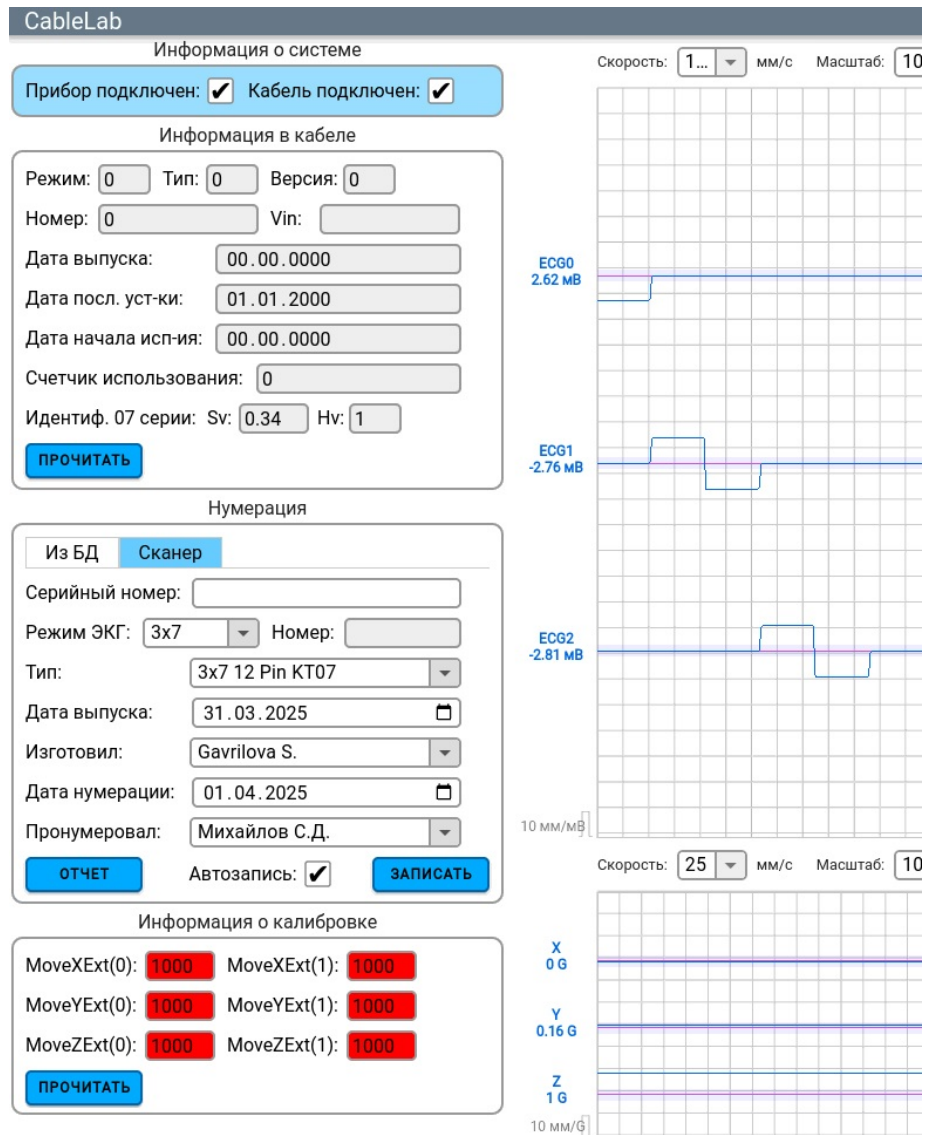 CableLab
Информация о системе
Прибор подключен: Кабель подключен:
Информация в кабеле
Режим: 0 Тип: 0 Версия: 0
Номер: 0 Vin:
Дата выпуска: 00.00.0000
Дата посл. уст-ки: 01.01.2000
Дата начала исп-ия: 00.00.0000
Счетчик использования: 0
Идентиф. 07 серии: Sv: 0.34 Hv: 1
ПРОЧИТАТЬ
Нумерация
Из БД Сканер
Серийный номер:
Режим ЭКГ: 3x7 Номер:
Тип: 3x7 12 Pin KT07
Дата выпуска: 31.03.2025
Изготовил: Gavrilova S.
Дата нумерации: 01.04.2025
Пронумеровал: Михайлов С.Д.
ОТЧЕТ Автозапись: ЗАПИСАТЬ
Информация о калибровке
MoveXExt(0): 1000 MoveXExt(1): 1000
MoveYExt(0): 1000 MoveYExt(1): 1000
MoveZExt(0): 1000 MoveZExt(1): 1000
ПРОЧИТАТЬ
Скорость: 1... мм/с Масштаб: 10
ECG0
2.62 мВ
ECG1
-2.76 мВ
ECG2
-2.81 мВ
10 мм/мВ
Скорость: 25 мм/с Масштаб: 10
X
0 G
Y
0.16 G
Z
1 G
10 мм/G